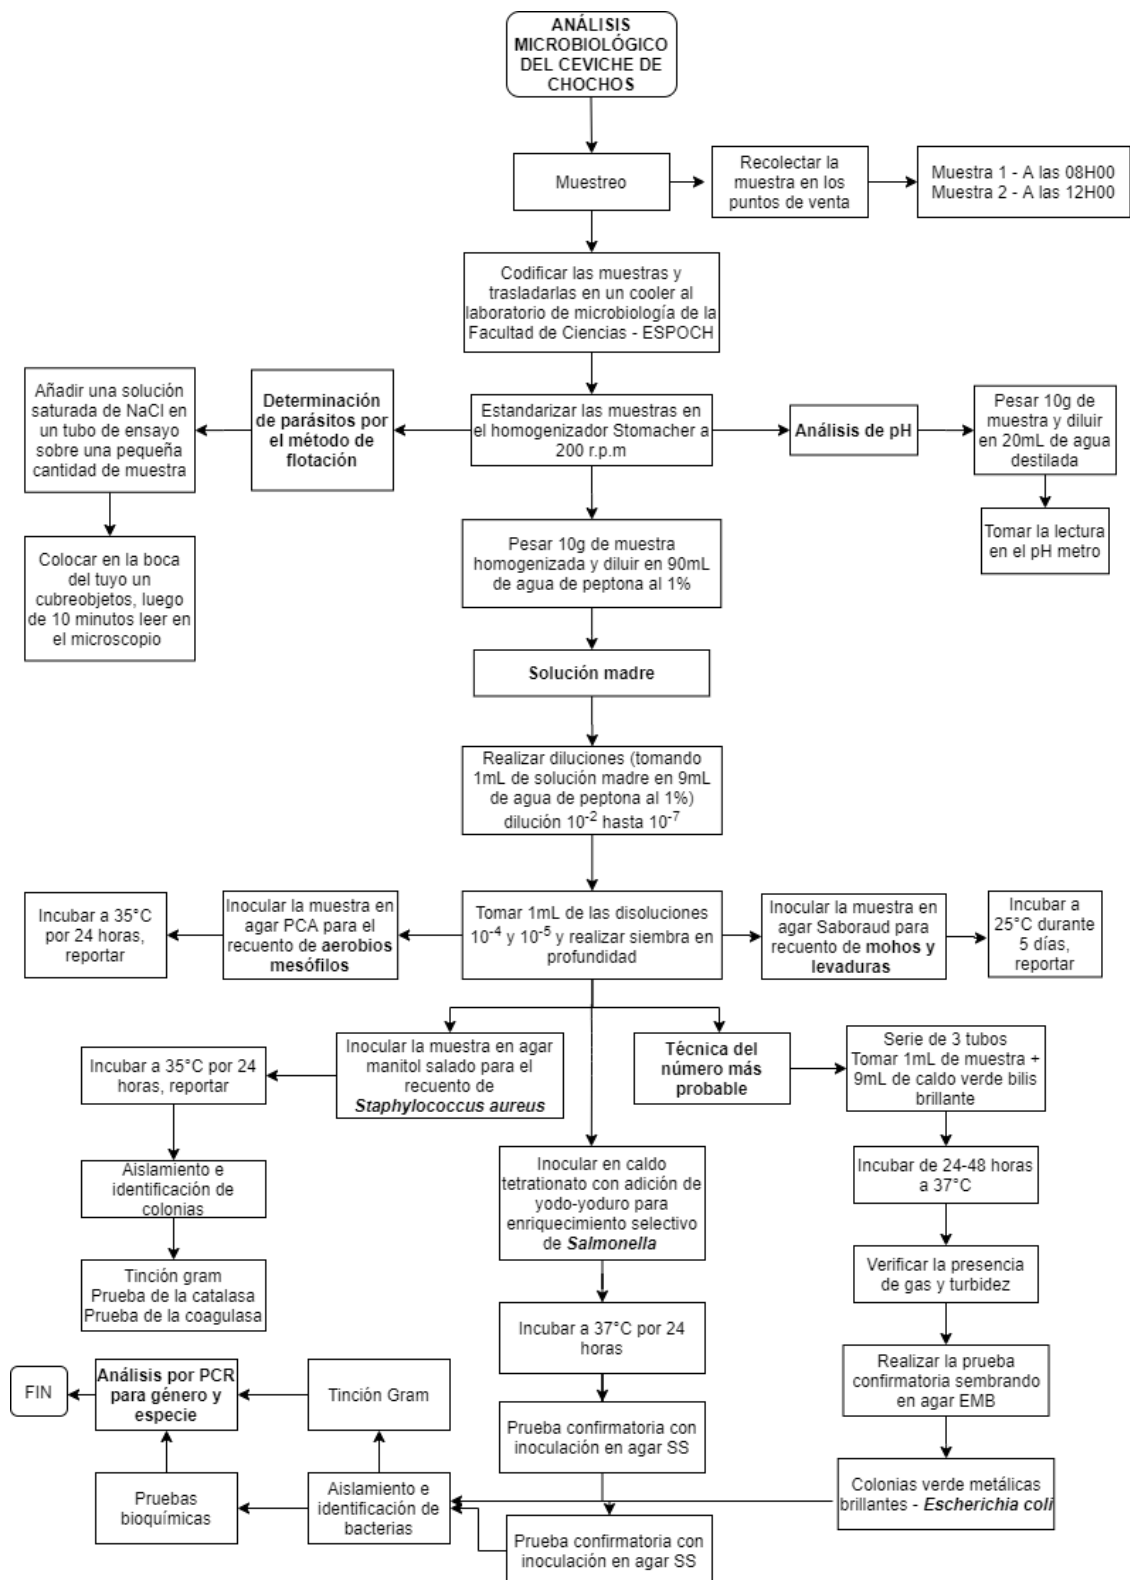 ANÁLISIS
MICROBIOLÓGICO
DEL CEVICHE DE
CHOCHOS
Muestreo
Recolectar la
muestra en los
puntos de venta
Muestra 1 - A las 08H00
Muestra 2 - A las 12H00
Codificar las muestras y
trasladarlas en un cooler al
laboratorio de microbiología de la
Facultad de Ciencias - ESPOCH
Añadir una solución
saturada de NaCl en
un tubo de ensayo
sobre una pequeña
cantidad de muestra
Determinación
de parásitos por
el método de
flotación
Estandarizar las muestras en
el homogenizador Stomacher a
200 r.p.m
Análisis de pH
Pesar 10g de
muestra y diluir
en 20mL de agua
destilada
Colocar en la boca
del tuyo un
cubreobjetos, luego
de 10 minutos leer en
el microscopio
Pesar 10g de muestra
homogenizada y diluir en 90mL
de agua de peptona al 1%
Tomar la lectura
en el pH metro
Solución madre
Realizar diluciones (tomando
1mL de solución madre en 9mL
de agua de peptona al 1%)
dilución 10⁻² hasta 10⁻⁷
Incubar a 35°C
por 24 horas,
reportar
Inocular la muestra en
agar PCA para el
recuento de aerobios
mesófilos
Tomar 1mL de las disoluciones
10⁻⁴ y 10⁻⁵ y realizar siembra en
profundidad
Inocular la muestra en
agar Saboraud para
recuento de mohos y
levaduras
Incubar a
25°C durante
5 días,
reportar
Incubar a 35°C por 24
horas, reportar
Inocular la muestra en agar
manitol salado para el
recuento de
Staphylococcus aureus
Técnica del
número más
probable
Serie de 3 tubos
Tomar 1mL de muestra +
9mL de caldo verde bilis
brillante
Aislamiento e
identificación de
colonias
Inocular en caldo
tetrationato con adición de
yodo-yoduro para
enriquecimiento selectivo
de Salmonella
Incubar de 24-48 horas
a 37°C
Tinción gram
Prueba de la catalasa
Prueba de la coagulasa
Verificar la presencia
de gas y turbidez
Incubar a 37°C por 24
horas
FIN
Análisis por PCR
para género y
especie
Tinción Gram
Realizar la prueba
confirmatoria sembrando
en agar EMB
Prueba confirmatoria con
inoculación en agar SS
Pruebas
bioquímicas
Aislamiento e
identificación de
bacterias
Colonias verde metálicas
brillantes - Escherichia coli
Prueba confirmatoria con
inoculación en agar SS